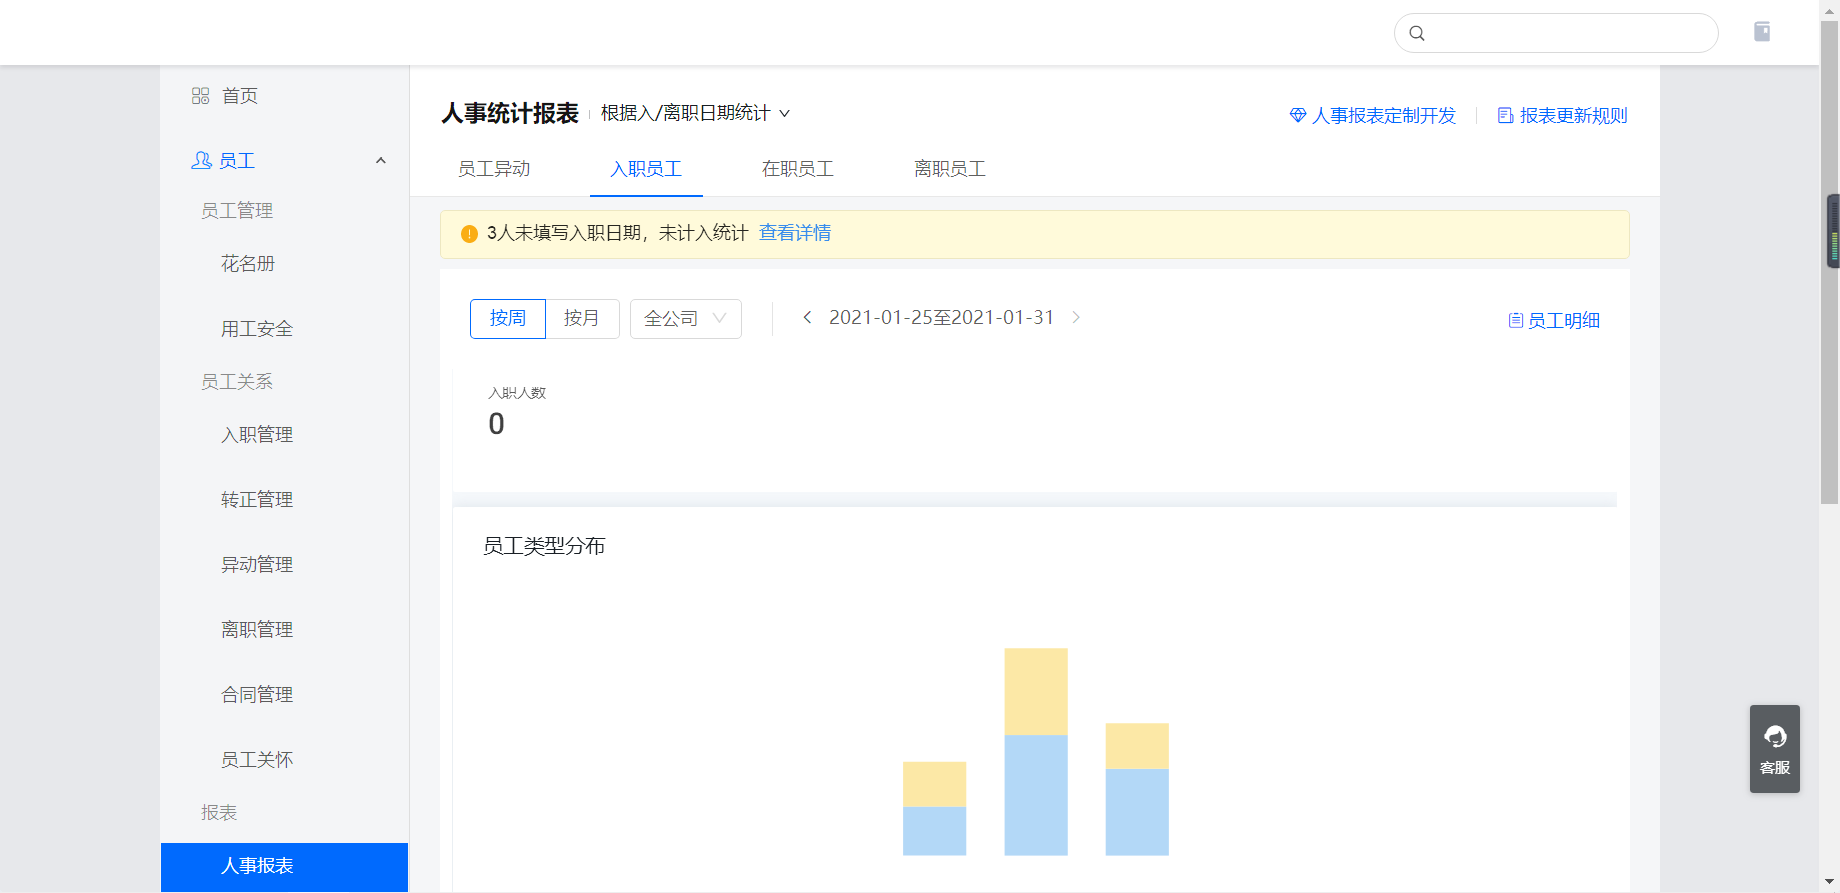 首页
员工
员工管理
花名册
用工安全
员工关系
入职管理
转正管理
异动管理
离职管理
合同管理
员工关怀
报表
人事报表
人事统计报表 根据入/离职日期统计
人事报表定制开发 报表更新规则
员工异动 入职员工 在职员工 离职员工
3人未填写入职日期，未计入统计 查看详情
按周 按月 全公司 2021-01-25至2021-01-31 员工明细
入职人数
0
员工类型分布
客服